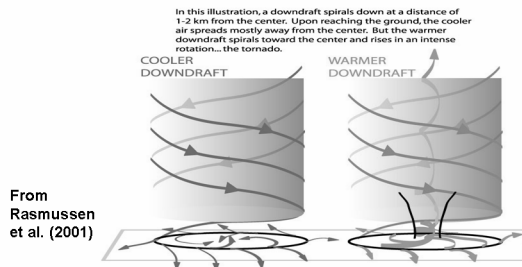 In this illustration, a downdraft spirals down at a distance of
1-2 km from the center. Upon reaching the ground, the cooler
air spreads mostly away from the center. But the warmer
downdraft spirals toward the center and rises in an intense
rotation... the tornado.
COOLER
DOWNDRAFT
WARMER
DOWNDRAFT
From
Rasmussen
et al. (2001)